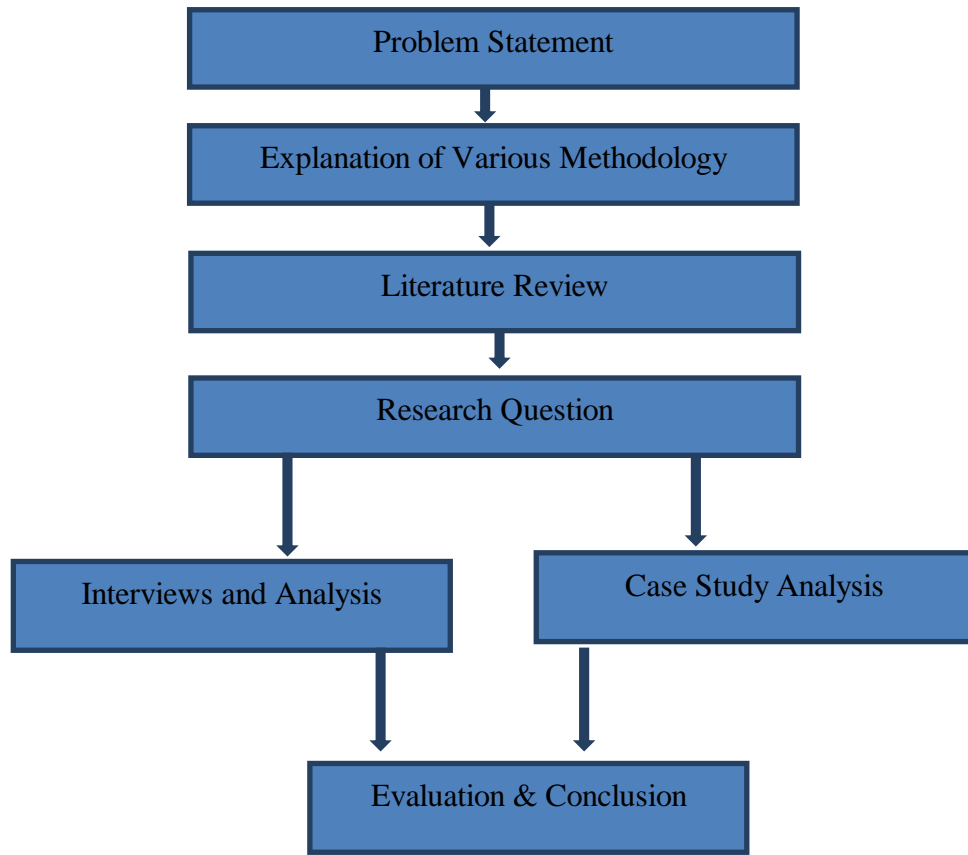 Problem Statement
Explanation of Various Methodology
Literature Review
Research Question
Interviews and Analysis
Case Study Analysis
Evaluation & Conclusion